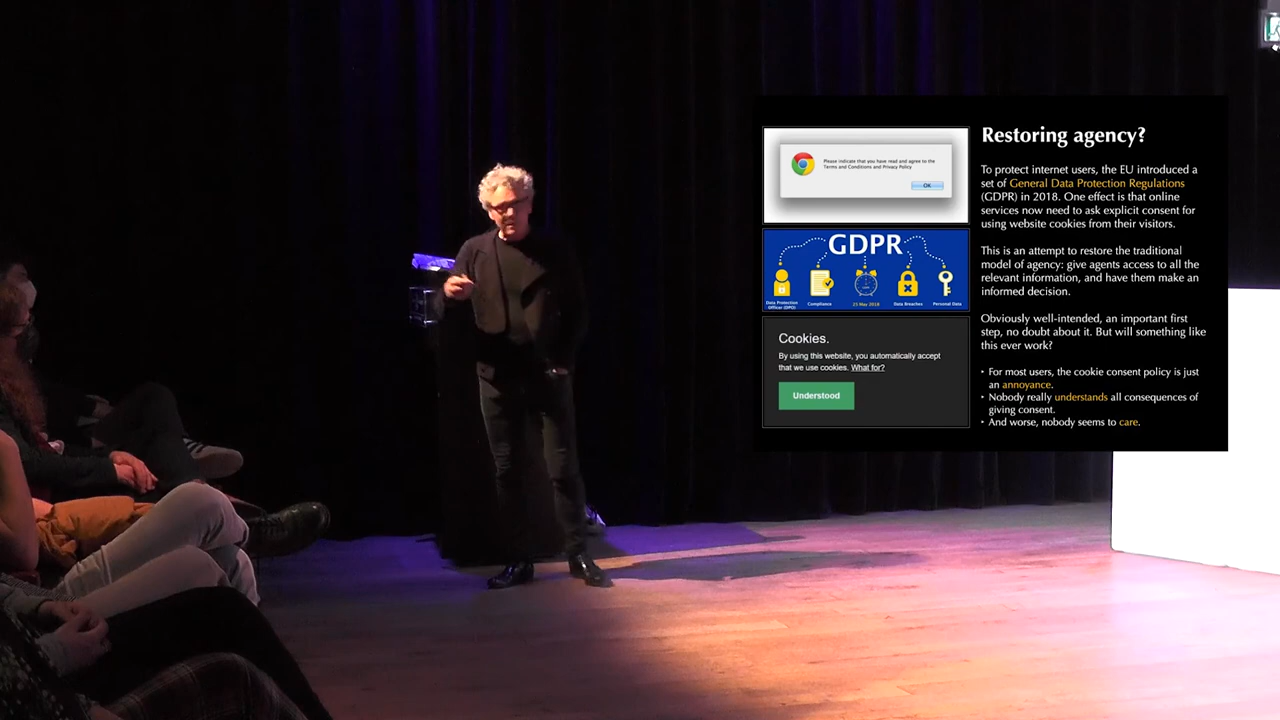 Restoring agency?
To protect internet users, the EU introduced a
set of General Data Protection Regulations
(GDPR) in 2018. One effect is that online
services now need to ask explicit consent for
using website cookies from their visitors.
This is an attempt to restore the traditional
model of agency: give agents access to all the
relevant information, and have them make an
informed decision.
Obviously well-intended, an important first
step, no doubt about it. But will something like
this ever work?
• For most users, the cookie consent policy is just
an annoyance.
• Nobody really understands all consequences of
giving consent.
• And worse, nobody seems to care.
Please indicate that you have read and agree to the
Terms and Conditions and Privacy Policy
OK
GDPR
Data Protection
Officer (DPO)
Compliance
25 May 2018
Data Breaches
Personal Data
Cookies.
By using this website, you automatically accept
that we use cookies. What for?
Understood